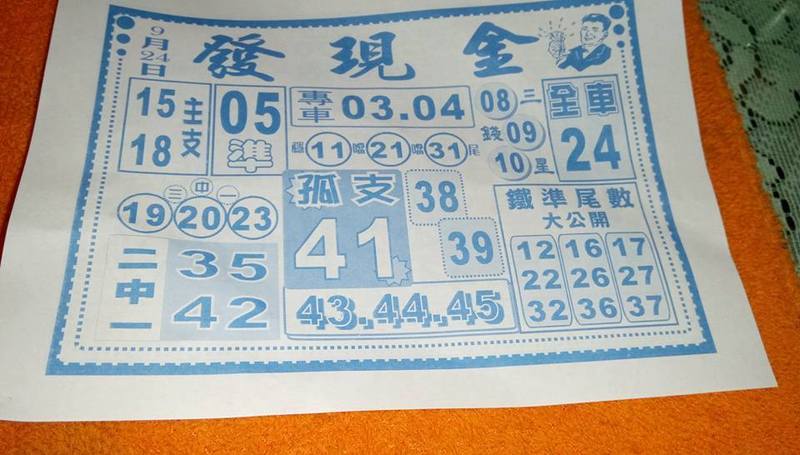 9月24日
發現金
15
18
主支
05
準
專車
03.04
11
21
31
尾
08
09
10
三
錢
星
全車
24
三中一
19 20 23
孤支
41
38
39
鐵準尾數
大公開
12 16 17
22 26 27
32 36 37
二中一
35
42
43.44.45